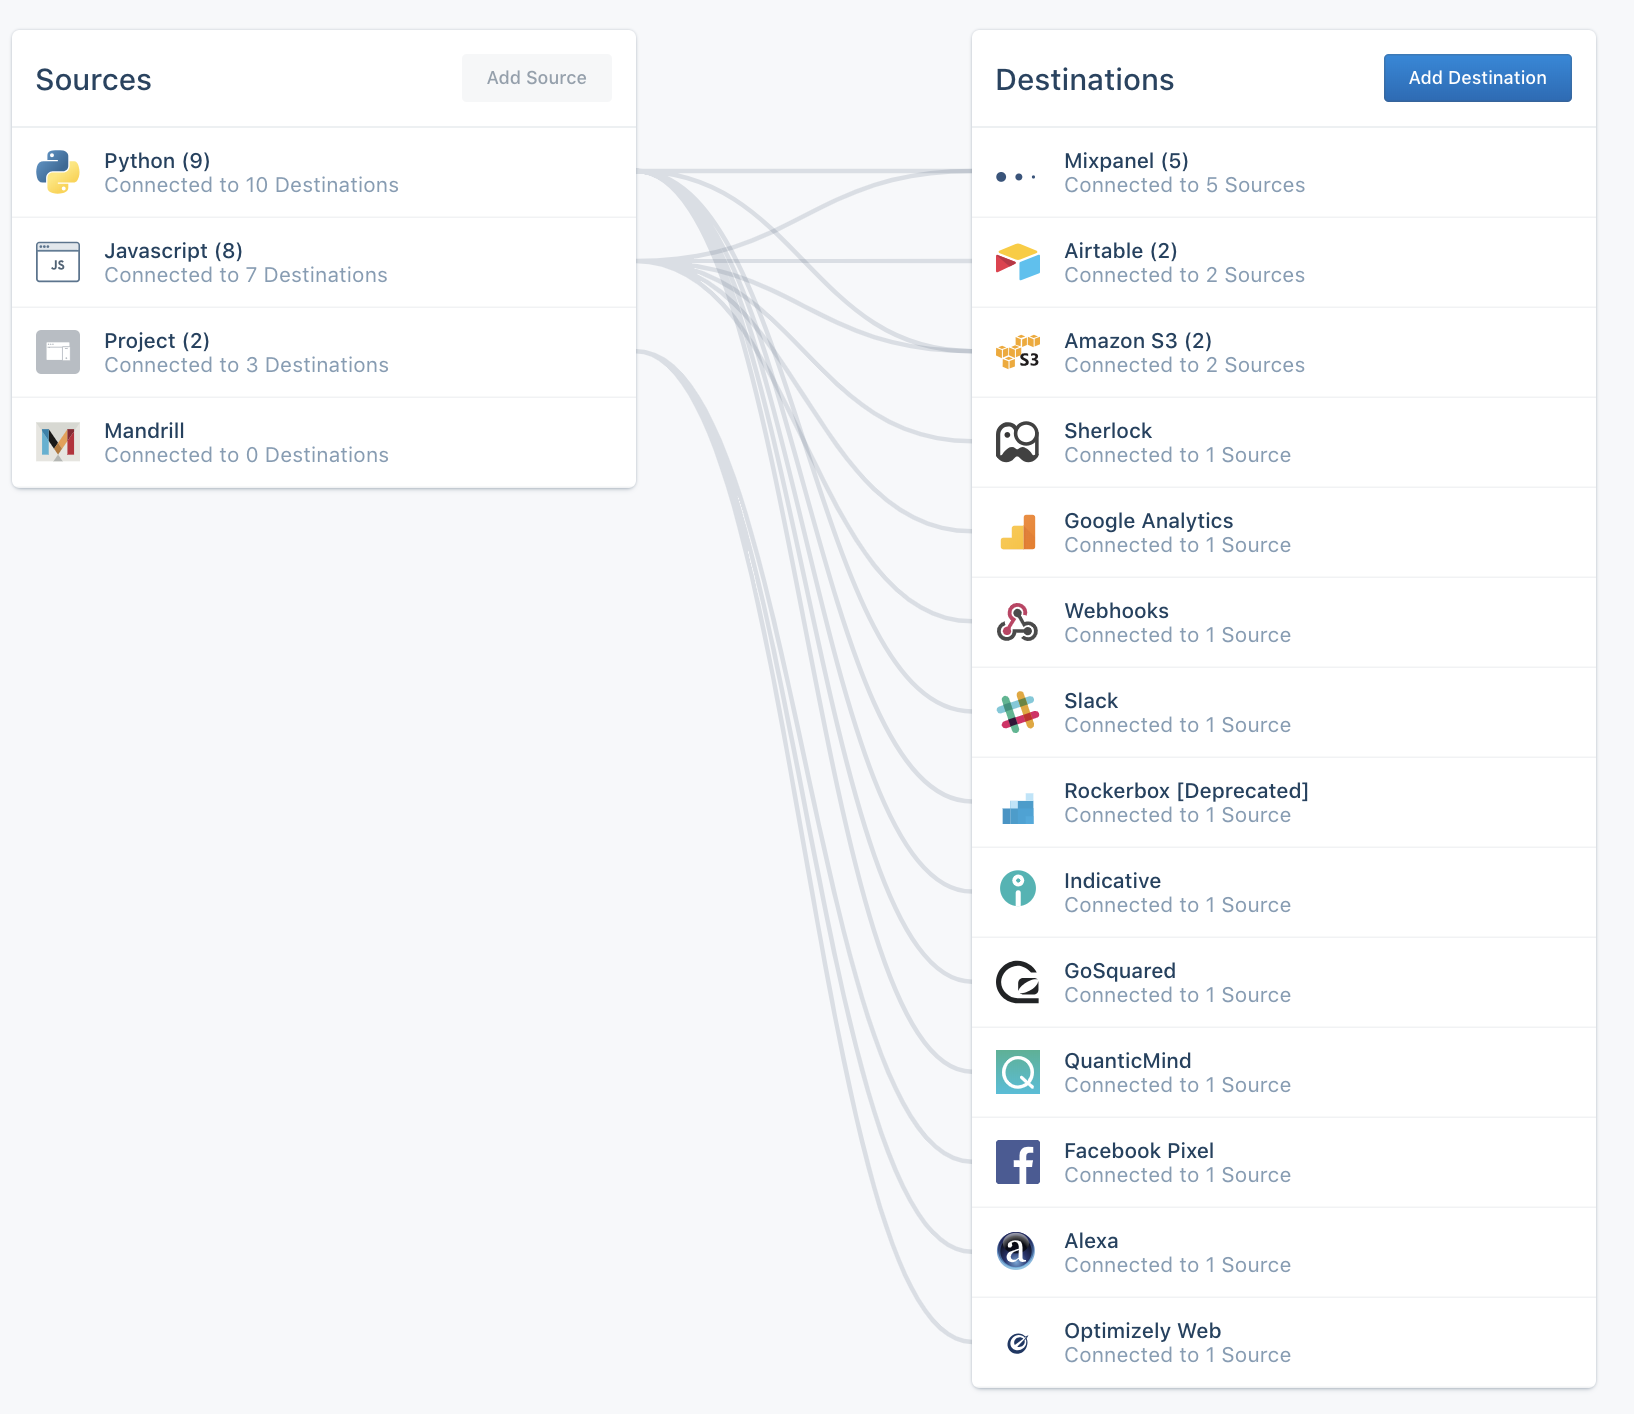 Sources
Add Source
Python (9)
Connected to 10 Destinations
JS
Javascript (8)
Connected to 7 Destinations
Project (2)
Connected to 3 Destinations
Mandrill
Connected to 0 Destinations
Destinations
Add Destination
Mixpanel (5)
Connected to 5 Sources
Airtable (2)
Connected to 2 Sources
S3
Amazon S3 (2)
Connected to 2 Sources
Sherlock
Connected to 1 Source
Google Analytics
Connected to 1 Source
Webhooks
Connected to 1 Source
Slack
Connected to 1 Source
Rockerbox [Deprecated]
Connected to 1 Source
Indicative
Connected to 1 Source
GoSquared
Connected to 1 Source
QuanticMind
Connected to 1 Source
Facebook Pixel
Connected to 1 Source
Alexa
Connected to 1 Source
Optimizely Web
Connected to 1 Source